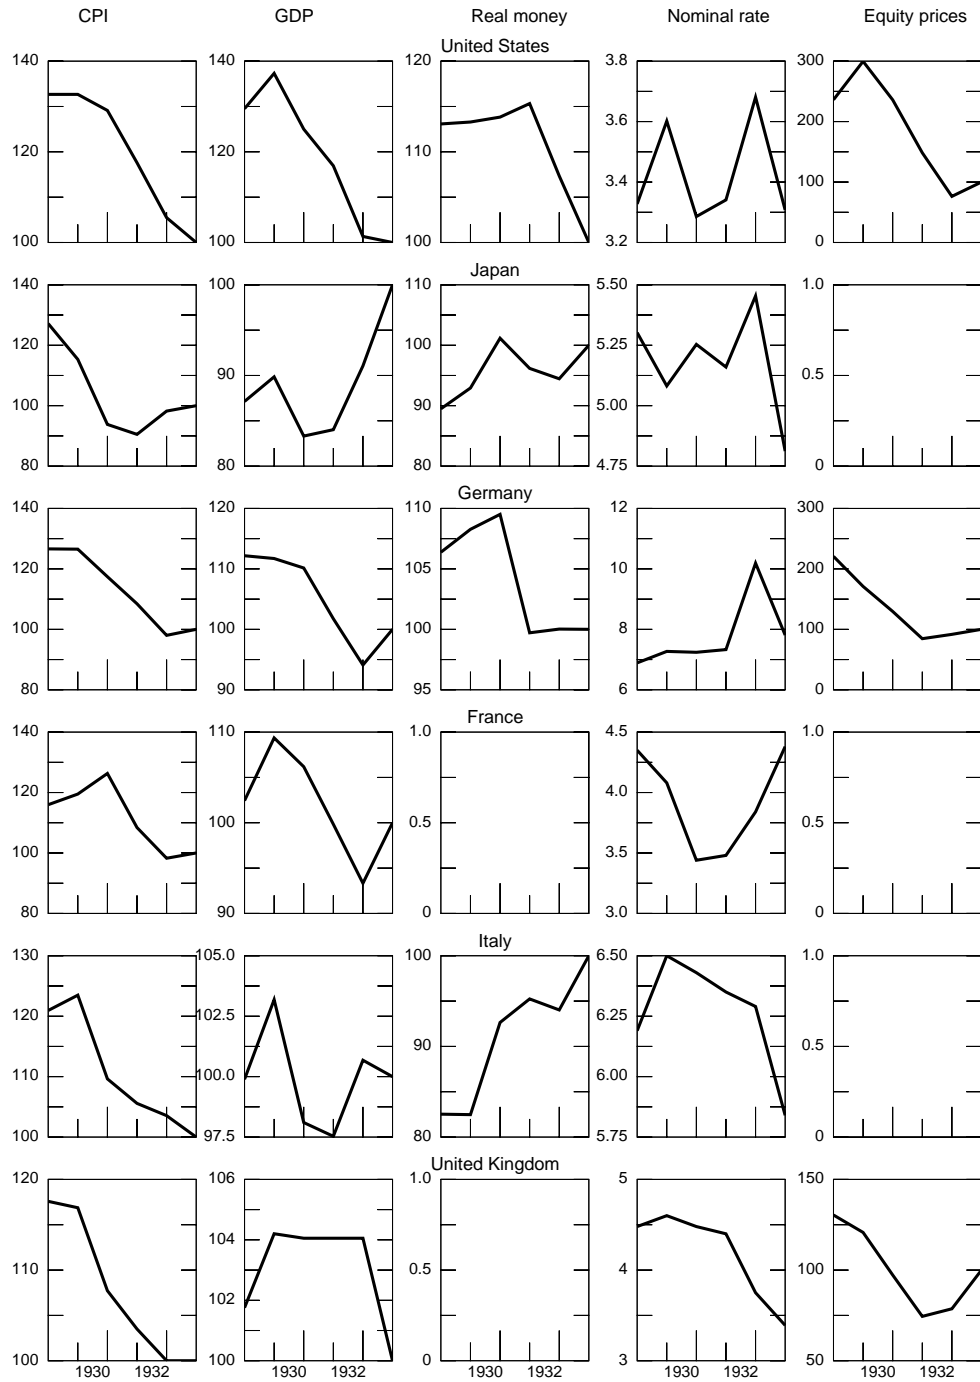 CPI GDP Real money Nominal rate Equity prices
United States
140 140 120 3.8 300
3.6 200
120 120 110
3.4 100
100 100 100 3.2 0
Japan
140 100 110 5.50 1.0
120 100 5.25
90 0.5
100 90 5.00
80 80 80 4.75 0
Germany
140 120 110 12 300
120 110 105 10 200
100 100 100 8 100
80 90 95 6 0
France
140 110 1.0 4.5 1.0
120 4.0
100 0.5 0.5
100 3.5
80 90 0 3.0 0
Italy
130 105.0 100 6.50 1.0
120 102.5 6.25
90 0.5
110 100.0 6.00
100 97.5 80 5.75 0
United Kingdom
120 106 1.0 5 150
104
110 0.5 4 100
102
100 100 0 3 50
1930 1932 1930 1932 1930 1932 1930 1932 1930 1932